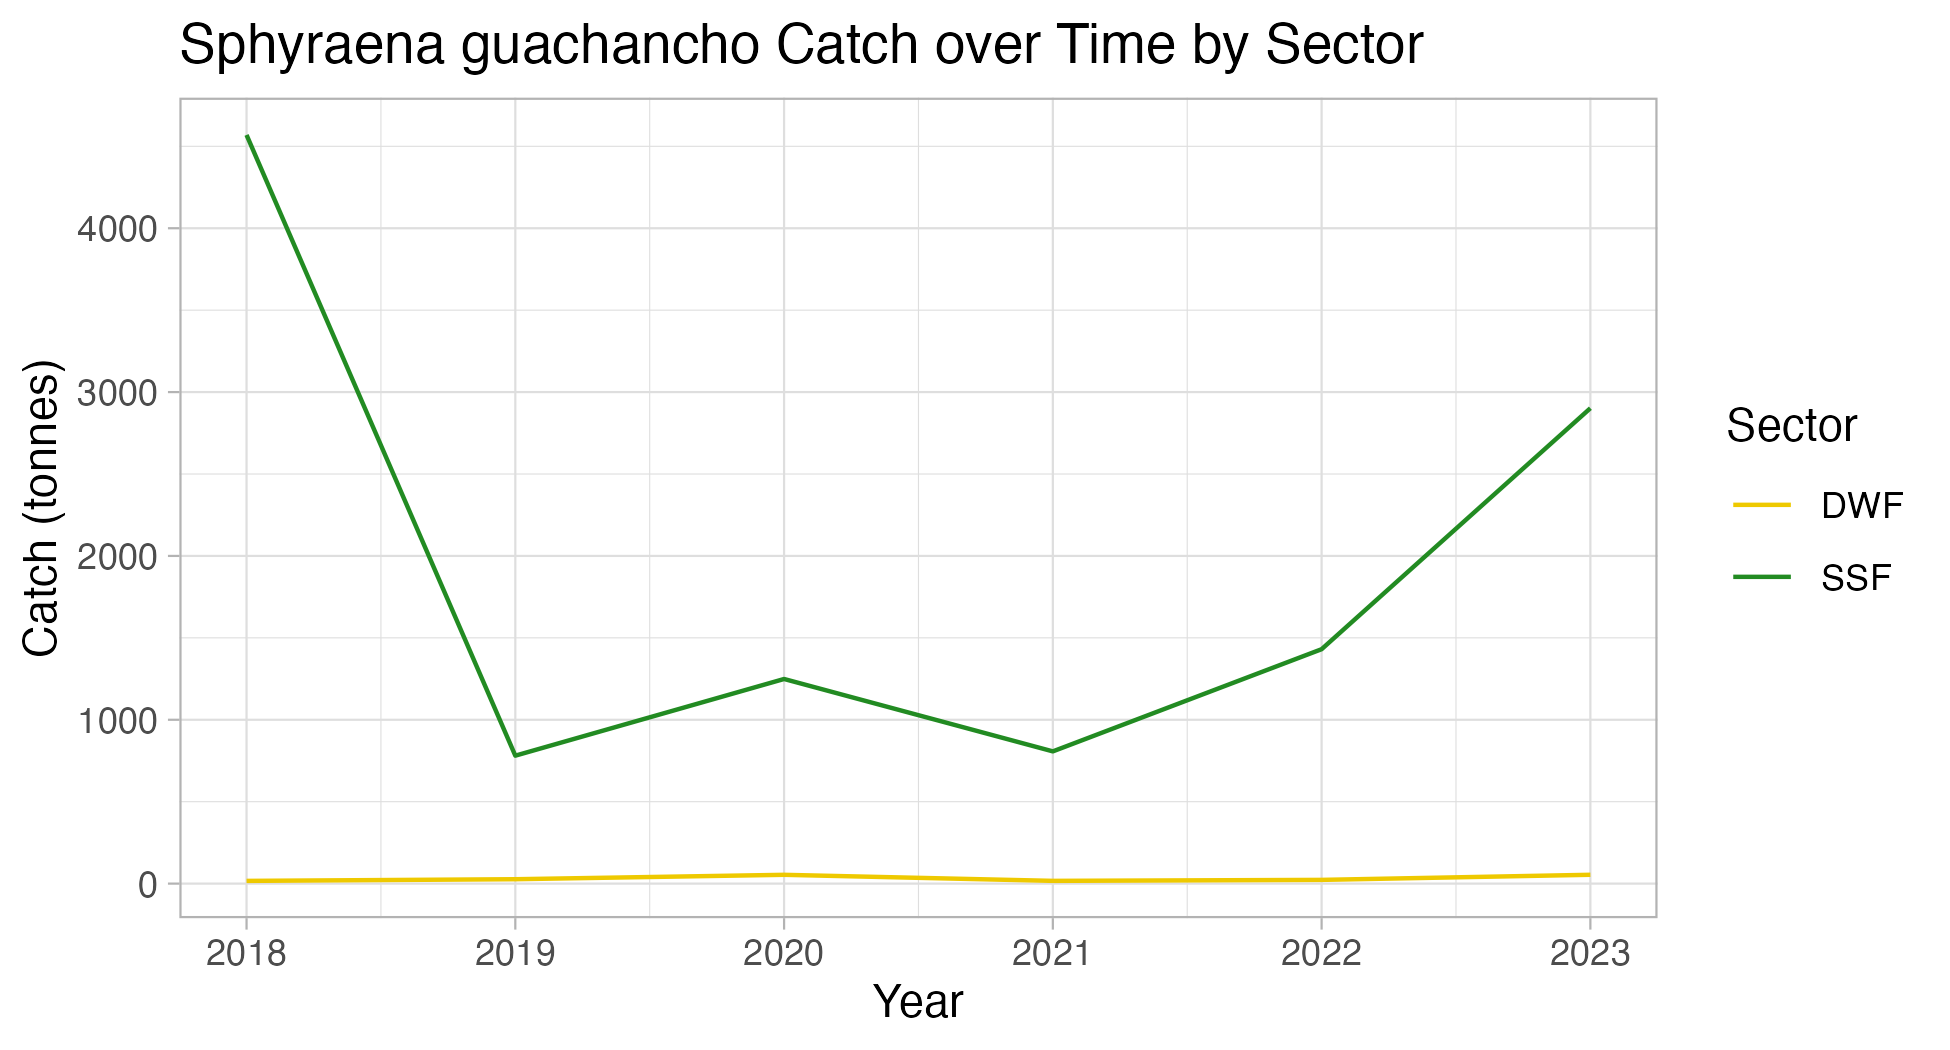 Sphyraena guachancho Catch over Time by Sector
Catch (tonnes)
4000
3000
2000
1000
0
2018 2019 2020 2021 2022 2023
Year
Sector
DWF
SSF